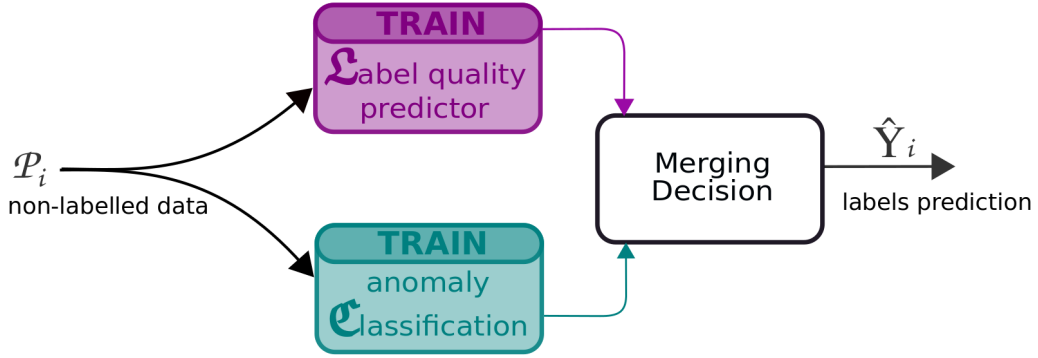 TRAIN
𝕷abel quality
predictor
𝒫ᵢ
non-labelled data
Merging
Decision
Ŷᵢ
labels prediction
TRAIN
anomaly
𝕮lassification